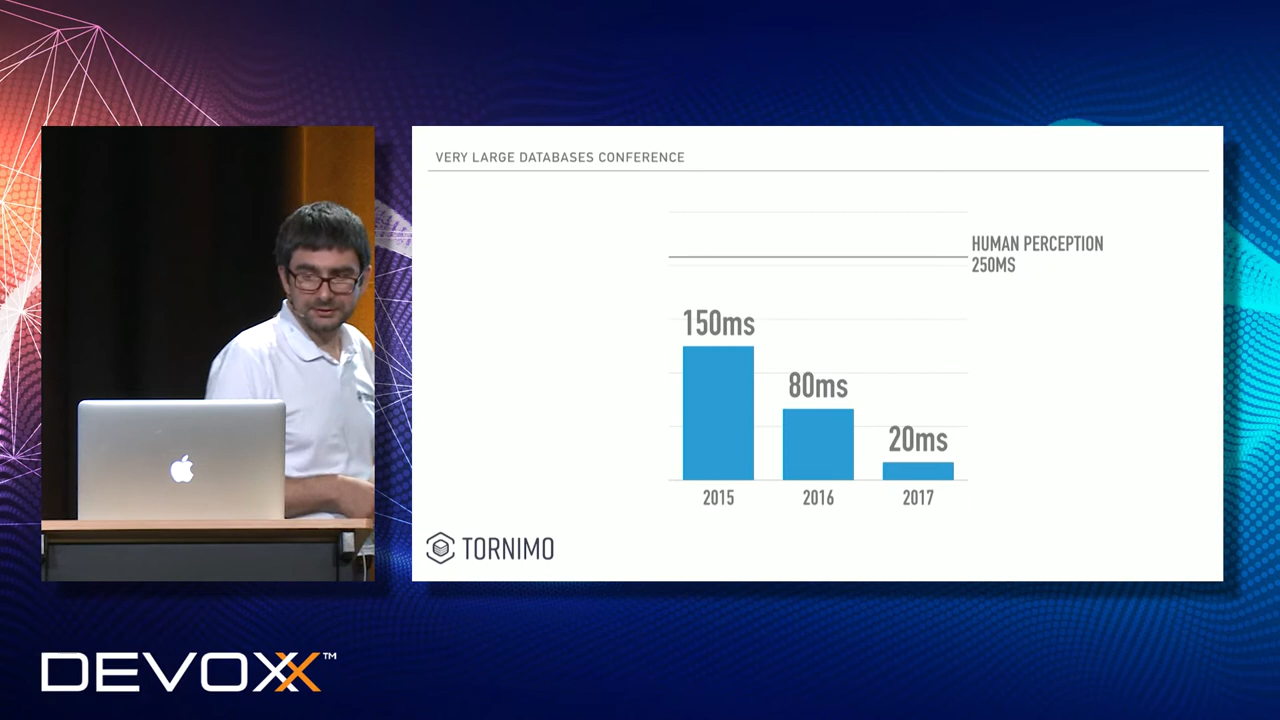 VERY LARGE DATABASES CONFERENCE
HUMAN PERCEPTION
250MS
150ms
80ms
20ms
2015
2016
2017
TORNIMO
DEVOXX™